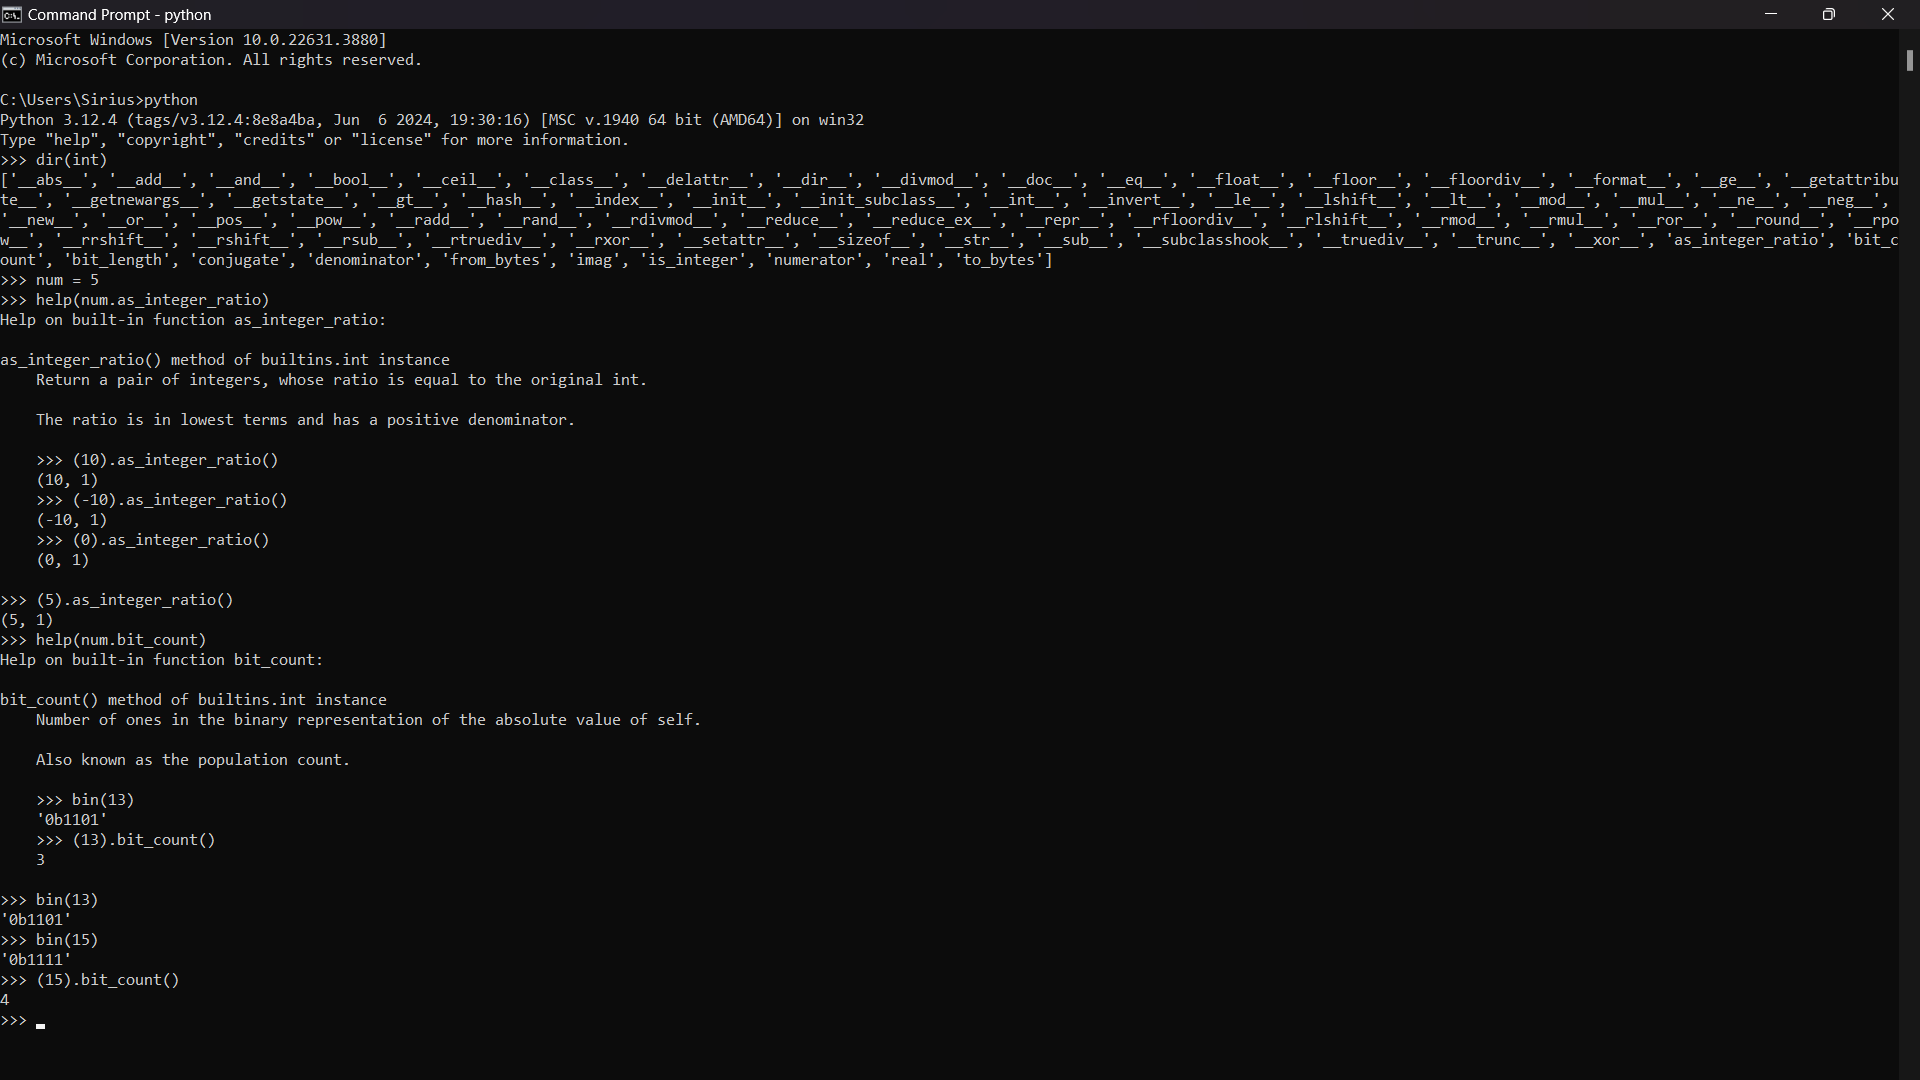 Command Prompt - python
Microsoft Windows [Version 10.0.22631.3880]
(c) Microsoft Corporation. All rights reserved.
C:\Users\Sirius>python
Python 3.12.4 (tags/v3.12.4:8e8a4ba, Jun  6 2024, 19:30:16) [MSC v.1940 64 bit (AMD64)] on win32
Type "help", "copyright", "credits" or "license" for more information.
>>> dir(int)
['__abs__', '__add__', '__and__', '__bool__', '__ceil__', '__class__', '__delattr__', '__dir__', '__divmod__', '__doc__', '__eq__', '__float__', '__floor__', '__floordiv__', '__format__', '__ge__', '__getattribu
te__', '__getnewargs__', '__getstate__', '__gt__', '__hash__', '__index__', '__init__', '__init_subclass__', '__int__', '__invert__', '__le__', '__lshift__', '__lt__', '__mod__', '__mul__', '__ne__', '__neg__',
'__new__', '__or__', '__pos__', '__pow__', '__radd__', '__rand__', '__rdivmod__', '__reduce__', '__reduce_ex__', '__repr__', '__rfloordiv__', '__rlshift__', '__rmod__', '__rmul__', '__ror__', '__round__', '__rpo
w__', '__rrshift__', '__rshift__', '__rsub__', '__rtruediv__', '__rxor__', '__setattr__', '__sizeof__', '__str__', '__sub__', '__subclasshook__', '__truediv__', '__trunc__', '__xor__', 'as_integer_ratio', 'bit_c
ount', 'bit_length', 'conjugate', 'denominator', 'from_bytes', 'imag', 'is_integer', 'numerator', 'real', 'to_bytes']
>>> num = 5
>>> help(num.as_integer_ratio)
Help on built-in function as_integer_ratio:
as_integer_ratio() method of builtins.int instance
    Return a pair of integers, whose ratio is equal to the original int.
    The ratio is in lowest terms and has a positive denominator.
    >>> (10).as_integer_ratio()
    (10, 1)
    >>> (-10).as_integer_ratio()
    (-10, 1)
    >>> (0).as_integer_ratio()
    (0, 1)
>>> (5).as_integer_ratio()
(5, 1)
>>> help(num.bit_count)
Help on built-in function bit_count:
bit_count() method of builtins.int instance
    Number of ones in the binary representation of the absolute value of self.
    Also known as the population count.
    >>> bin(13)
    '0b1101'
    >>> (13).bit_count()
    3
>>> bin(13)
'0b1101'
>>> bin(15)
'0b1111'
>>> (15).bit_count()
4
>>>